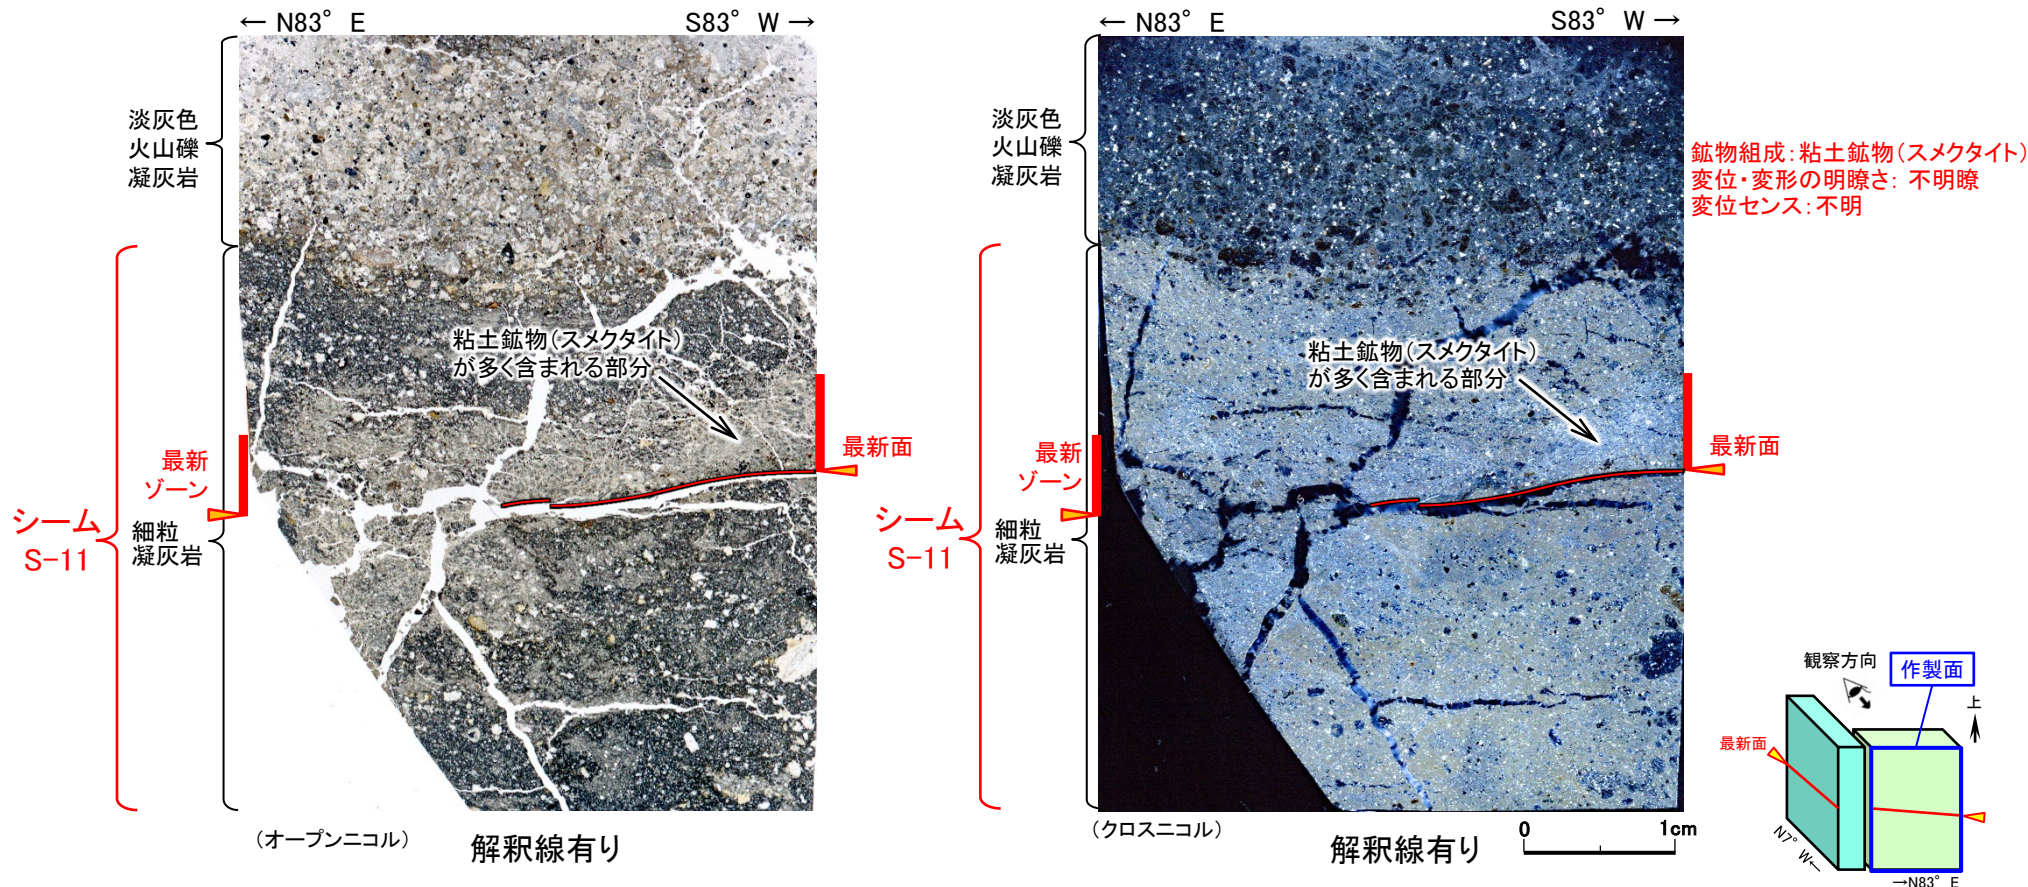 ← N83° E
S83° W →
淡灰色
火山礫
凝灰岩
粘土鉱物(スメクタイト)
が多く含まれる部分
最新
ゾーン
最新面
シーム
S-11
細粒
凝灰岩
(オープンニコル)
解釈線有り
← N83° E
S83° W →
淡灰色
火山礫
凝灰岩
鉱物組成:粘土鉱物(スメクタイト)
変位・変形の明瞭さ: 不明瞭
変位センス:不明
粘土鉱物(スメクタイト)
が多く含まれる部分
最新
ゾーン
最新面
シーム
S-11
細粒
凝灰岩
(クロスニコル)
解釈線有り
0 1cm
観察方向
作製面
上
最新面
N7° W←
→N83° E